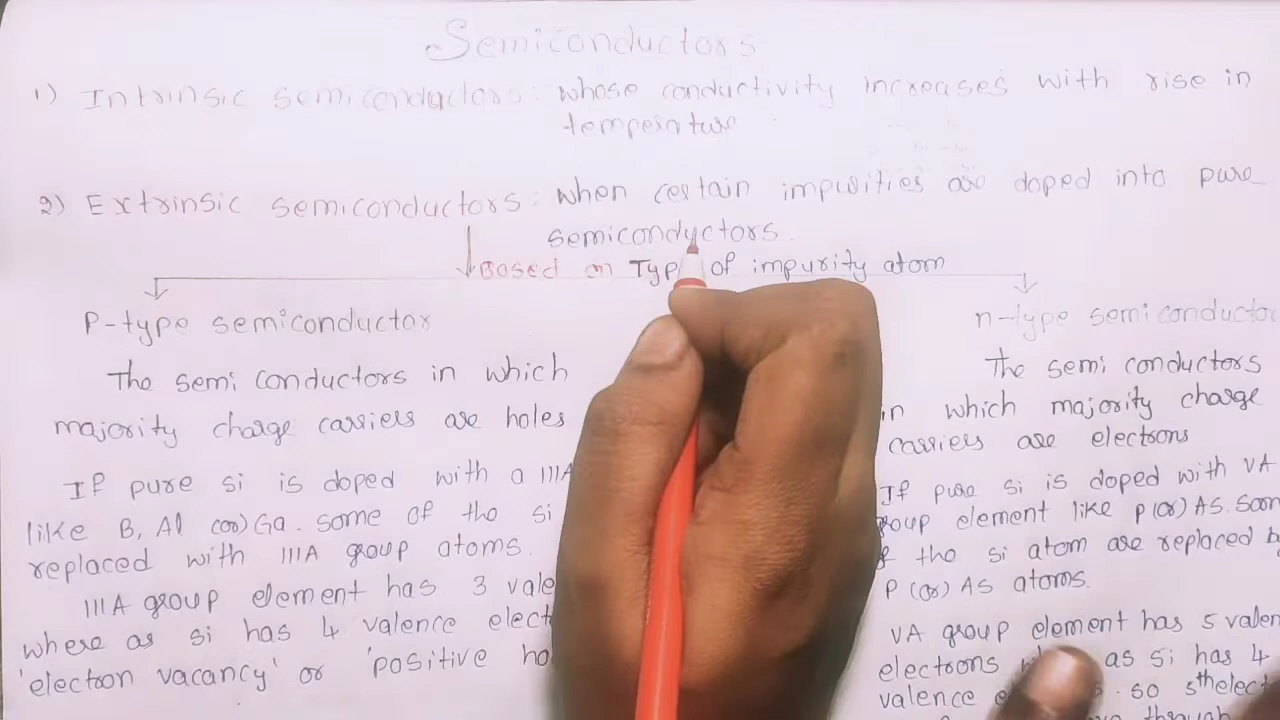 Semiconductors
1) Intrinsic semiconductors: whose conductivity increases with rise in
temperature
2) Extrinsic semiconductors: when certain impurities are doped into pure
semiconductors.
Based on Typ of impurity atom
P-type semiconductor
The semi conductors in which
majority charge carriers are holes
If pure si is doped with a IIIA
like B, Al (or) Ga. some of the si
replaced with IIIA group atoms.
IIIA group element has 3 vale
where as si has 4 valence elect
'electron vacancy' or 'positive ho
n-type semiconducto
The semi conductors
in which majority charge
carriers are electrons
If pure si is doped with VA
roup element like P (or) As. Som
f the si atom are replaced b
P (or) As atoms.
VA group element has 5 valen
electrons as si has 4
valence e so 5th elect
through